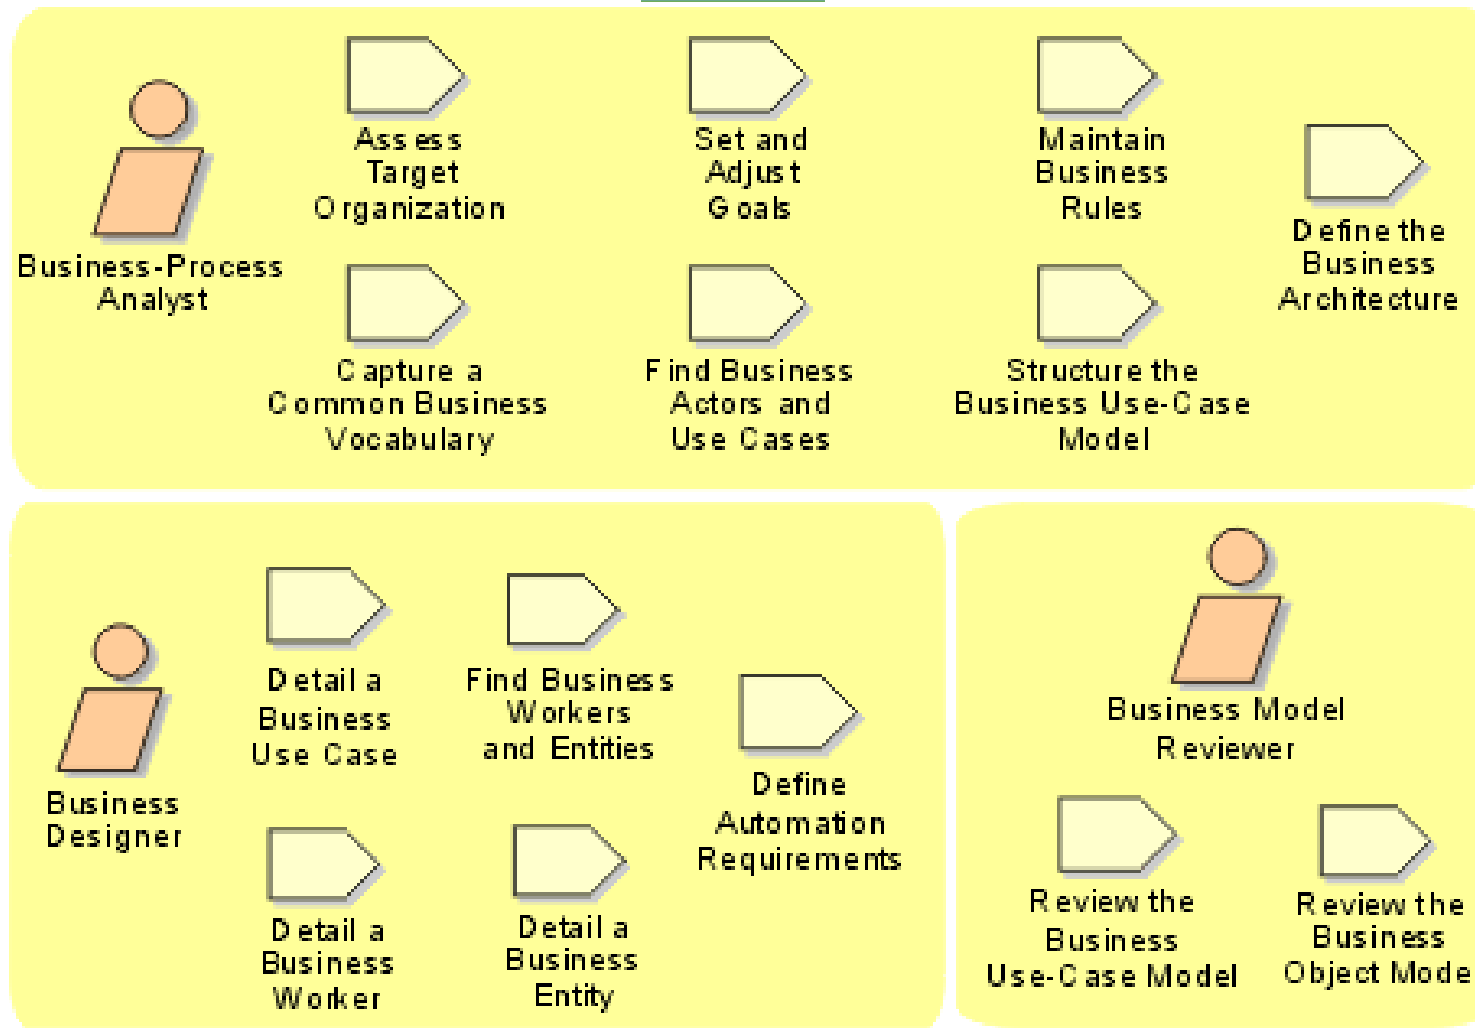 Assess
Target
Organization
Set and
Adjust
Goals
Maintain
Business
Rules
Define the
Business
Architecture
Business-Process
Analyst
Capture a
Common Business
Vocabulary
Find Business
Actors and
Use Cases
Structure the
Business Use-Case
Model
Detail a
Business
Use Case
Find Business
Workers
and Entities
Define
Automation
Requirements
Business
Designer
Detail a
Business
Worker
Detail a
Business
Entity
Business Model
Reviewer
Review the
Business
Use-Case Model
Review the
Business
Object Mode